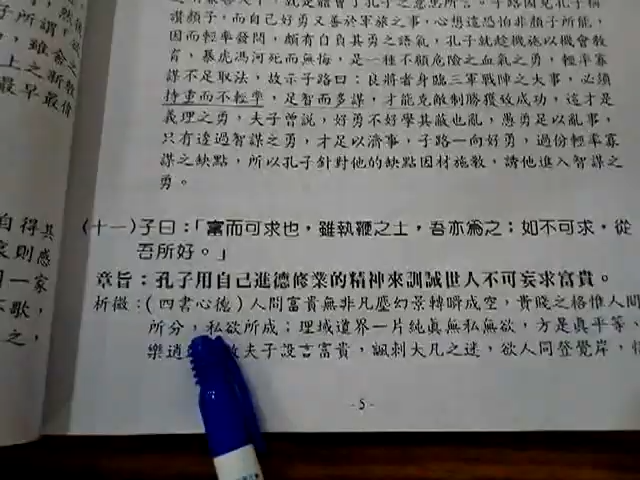 讚顏子，而自己好勇又善於軍旅之事，心想這恐怕非顏子所能，
因而輕率發問，頗有自負其勇之語氣，孔子就趁機施以機會教
育，暴虎馮河死而無悔，是一種不顧危險之血氣之勇，輕率寡
謀不足取法，故示子路曰：良將者身臨三軍戰陣之大事，必須
持重而不輕率，足智而多謀，才能克敵制勝獲致成功，這才是
義理之勇，夫子曾說，好勇不好學其蔽也亂，愚勇足以亂事，
只有達過智謀之勇，才足以濟事，子路一向好勇，過份輕率寡
謀之缺點，所以孔子針對他的缺點因材施教，誘他進入智謀之
勇。
(十一)子曰：「富而可求也，雖執鞭之士，吾亦為之；如不可求，從
吾所好。」
章旨：孔子用自己進德修業的精神來訓誡世人不可妄求富貴。
析微：(四書心德)人間富貴無非凡塵幻景轉瞬成空，貴賤之格惟人間
所分，私欲所成；理域道界一片純真無私無欲，方是真平等
樂逍 夫子設言富貴，諷刺大凡之迷，欲人同登覺岸，
-5-